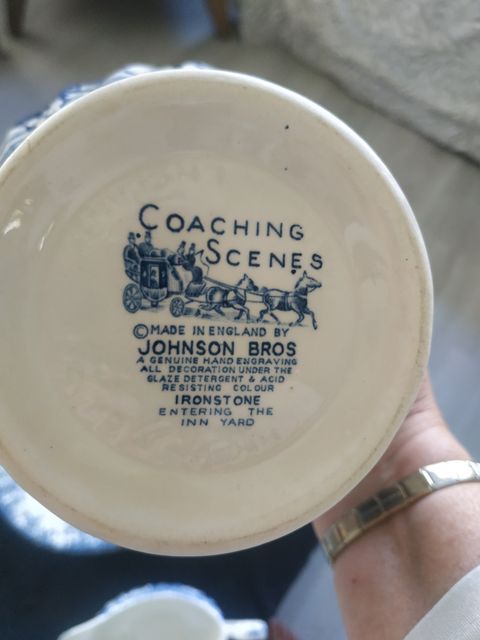 COACHING
SCENES
©MADE IN ENGLAND BY
JOHNSON BROS
A GENUINE HAND ENGRAVING
ALL DECORATION UNDER THE
GLAZE DETERGENT & ACID
RESISTING COLOUR
IRONSTONE
ENTERING THE
INN YARD